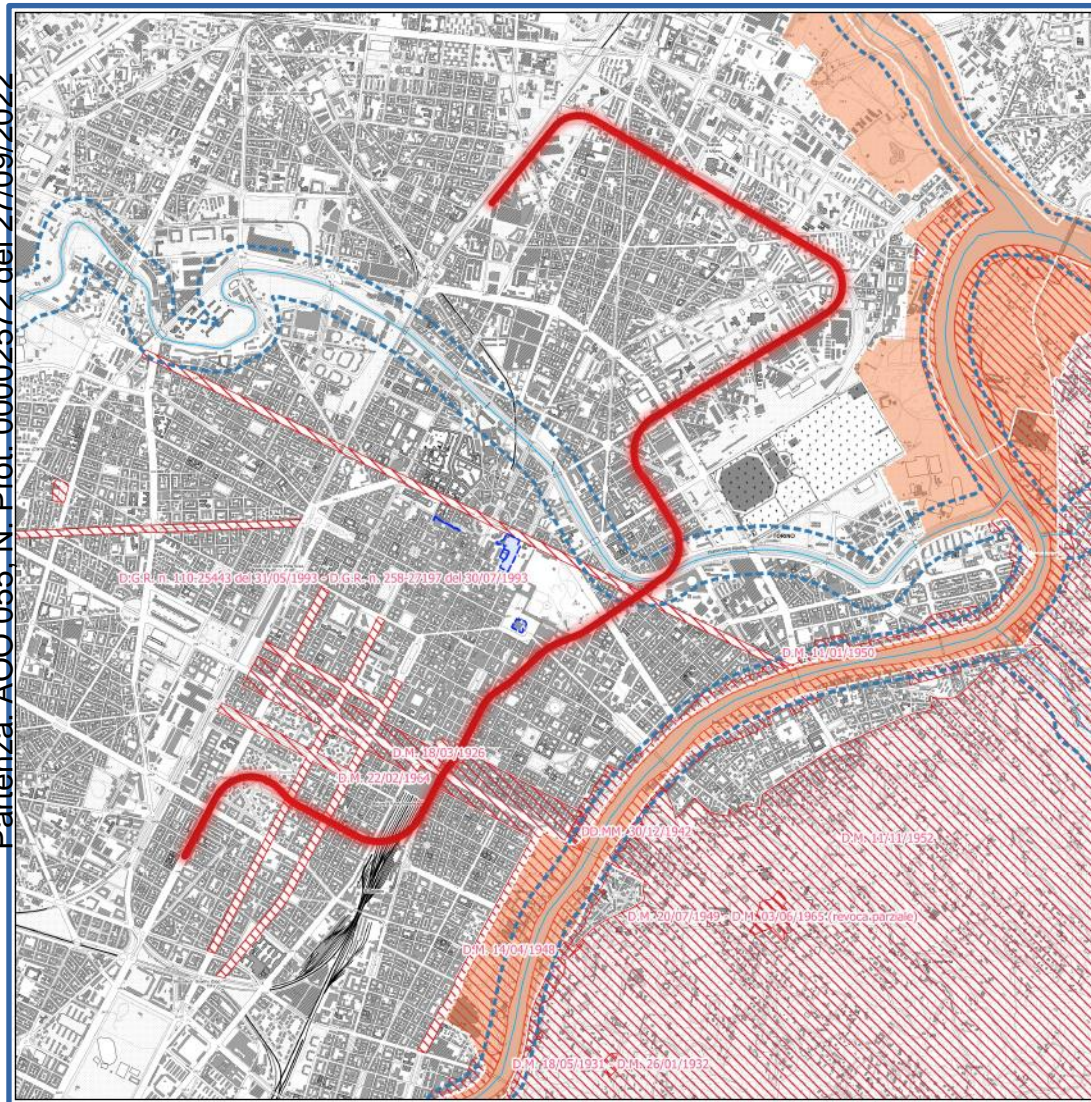 Partenza: AOO 055, N. Prot. 00002572 del 27/09/2022
D.G.R. n. 110-25443 del 31/05/1993 - D.G.R. n. 258-27197 del 30/07/1993
TORINO
D.M. 11/01/1950
D.M. 18/03/1926
D.M. 22/02/1964
DD.MM. 30/12/1942
D.M. 11/11/1952
D.M. 20/07/1949 - D.M. 03/06/1965 (revoca parziale)
D.M. 14/04/1948
D.M. 18/05/1931 - D.M. 26/01/1932